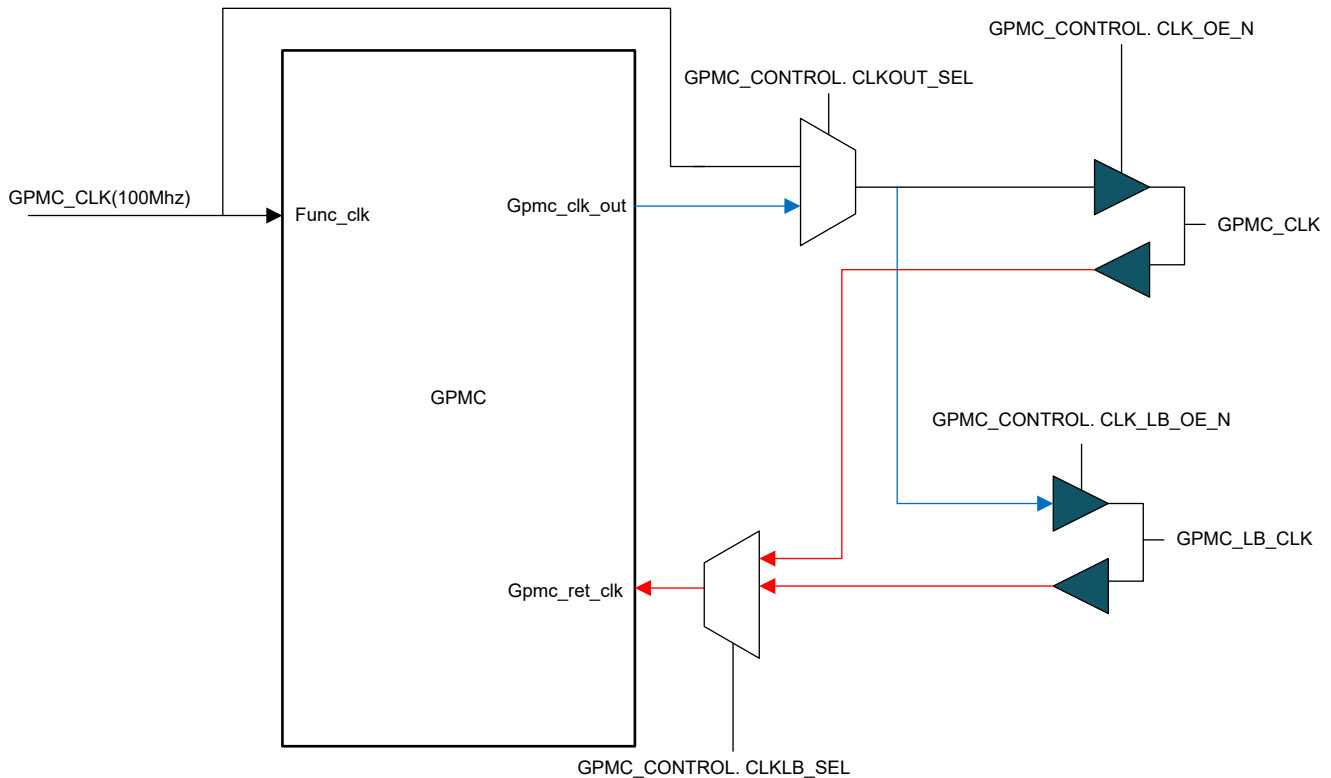 GPMC_CONTROL. CLK_OE_N
GPMC_CONTROL. CLKOUT_SEL
GPMC_CLK(100Mhz)
Func_clk
Gpmc_clk_out
GPMC_CLK
GPMC
GPMC_CONTROL. CLK_LB_OE_N
GPMC_LB_CLK
Gpmc_ret_clk
GPMC_CONTROL. CLKLB_SEL